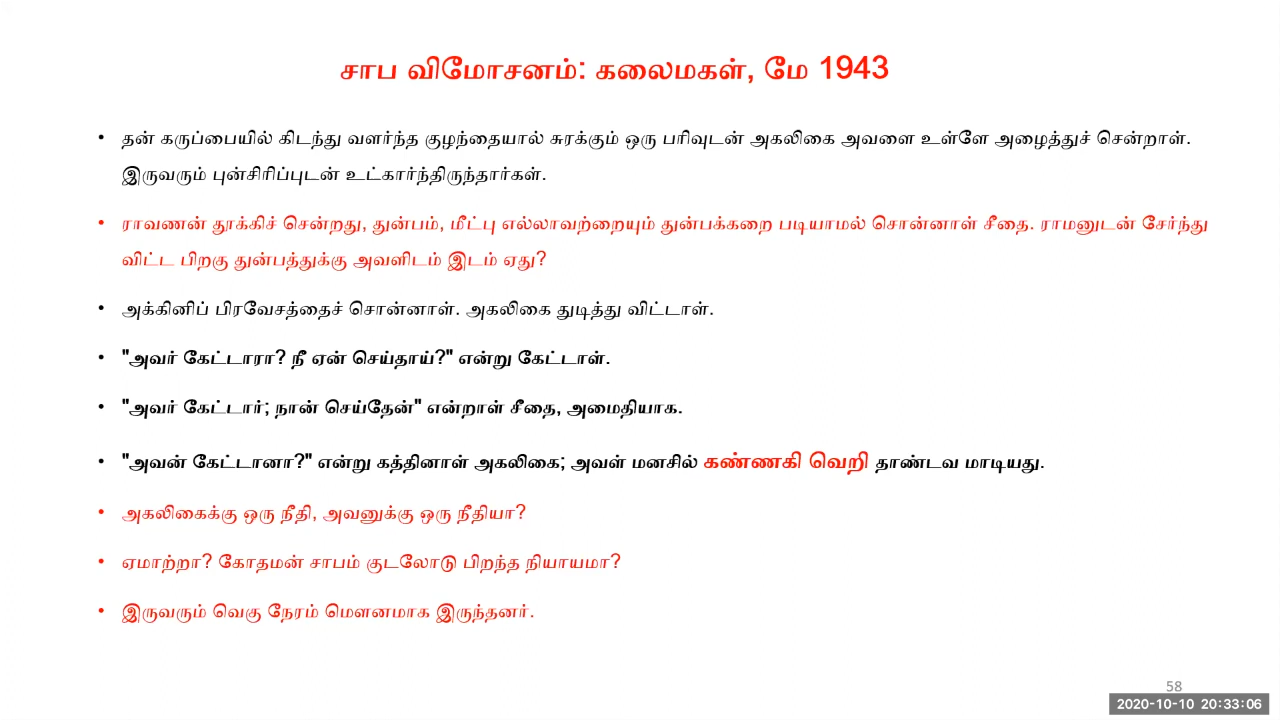 சாப விமோசனம்: கலைமகள், மே 1943
• தன் கருப்பையில் கிடந்து வளர்ந்த குழந்தையால் சுரக்கும் ஒரு பரிவுடன் அகலிகை அவளை உள்ளே அழைத்துச் சென்றாள்.
இருவரும் புன்சிரிப்புடன் உட்கார்ந்திருந்தார்கள்.
• ராவணன் தூக்கிச் சென்றது, துன்பம், மீட்பு எல்லாவற்றையும் துன்பக்கறை படியாமல் சொன்னாள் சீதை. ராமனுடன் சேர்ந்து
விட்ட பிறகு துன்பத்துக்கு அவளிடம் இடம் ஏது?
• அக்கினிப் பிரவேசத்தைச் சொன்னாள். அகலிகை துடித்து விட்டாள்.
• "அவர் கேட்டாரா? நீ ஏன் செய்தாய்?" என்று கேட்டாள்.
• "அவர் கேட்டார்; நான் செய்தேன்" என்றாள் சீதை, அமைதியாக.
• "அவன் கேட்டானா?" என்று கத்தினாள் அகலிகை; அவள் மனசில் கண்ணகி வெறி தாண்டவ மாடியது.
• அகலிகைக்கு ஒரு நீதி, அவனுக்கு ஒரு நீதியா?
• ஏமாற்றா? கோதமன் சாபம் குடலோடு பிறந்த நியாயமா?
• இருவரும் வெகு நேரம் மௌனமாக இருந்தனர்.
58
2020-10-10 20:33:06